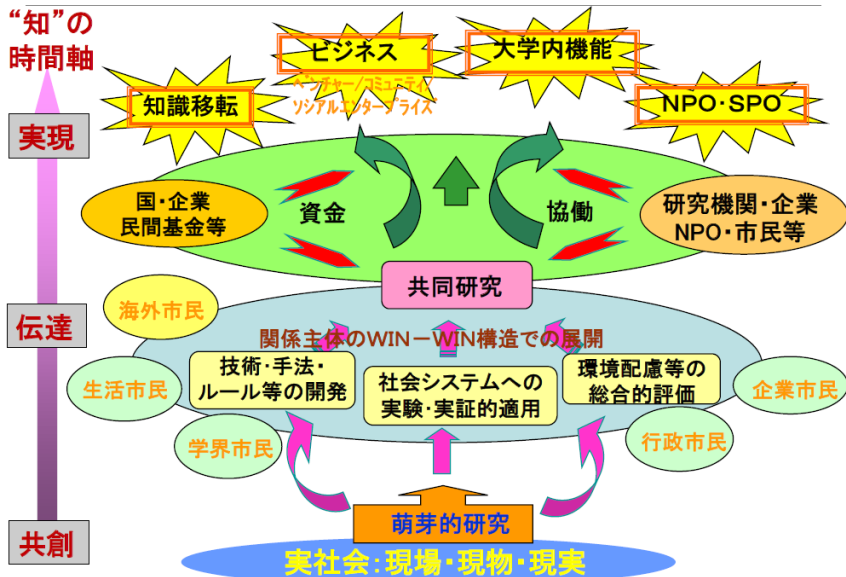 “知”の
時間軸
実現
伝達
共創
知識移転
ビジネス
ベンチャー/コミュニティ
ソシアルエンタープライズ
大学内機能
NPO・SPO
国・企業
民間基金等
資金
協働
研究機関・企業
NPO・市民等
共同研究
関係主体のWIN－WIN構造での展開
海外市民
生活市民
学界市民
企業市民
行政市民
技術・手法・
ルール等の開発
社会システムへの
実験・実証的適用
環境配慮等の
総合的評価
萌芽的研究
実社会：現場・現物・現実